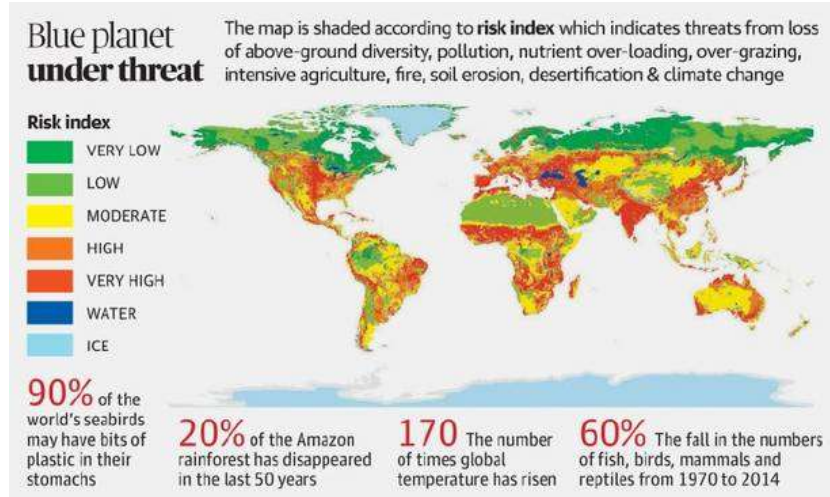 Blue planet
under threat
The map is shaded according to risk index which indicates threats from loss
of above-ground diversity, pollution, nutrient over-loading, over-grazing,
intensive agriculture, fire, soil erosion, desertification & climate change
Risk index
VERY LOW
LOW
MODERATE
HIGH
VERY HIGH
WATER
ICE
90% of the
world's seabirds
may have bits of
plastic in their
stomachs
20% of the Amazon
rainforest has disappeared
in the last 50 years
170 The number
of times global
temperature has risen
60% The fall in the numbers
of fish, birds, mammals and
reptiles from 1970 to 2014